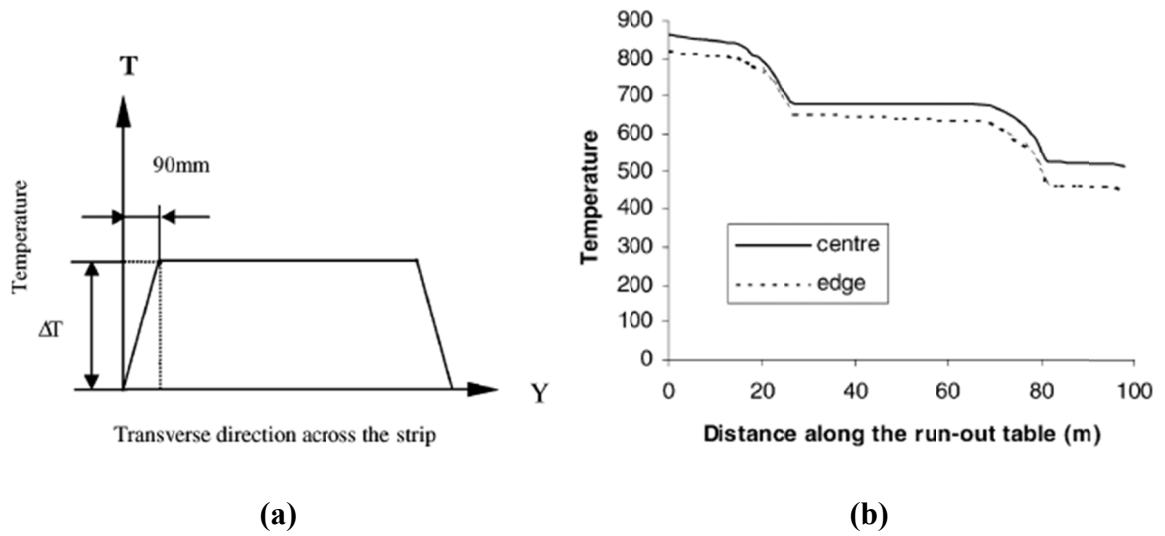 T
90mm
Temperature
ΔT
Y
Transverse direction across the strip
(a)
900
800
700
600
500
400
300
200
100
0
Temperature
centre
edge
0 20 40 60 80 100
Distance along the run-out table (m)
(b)